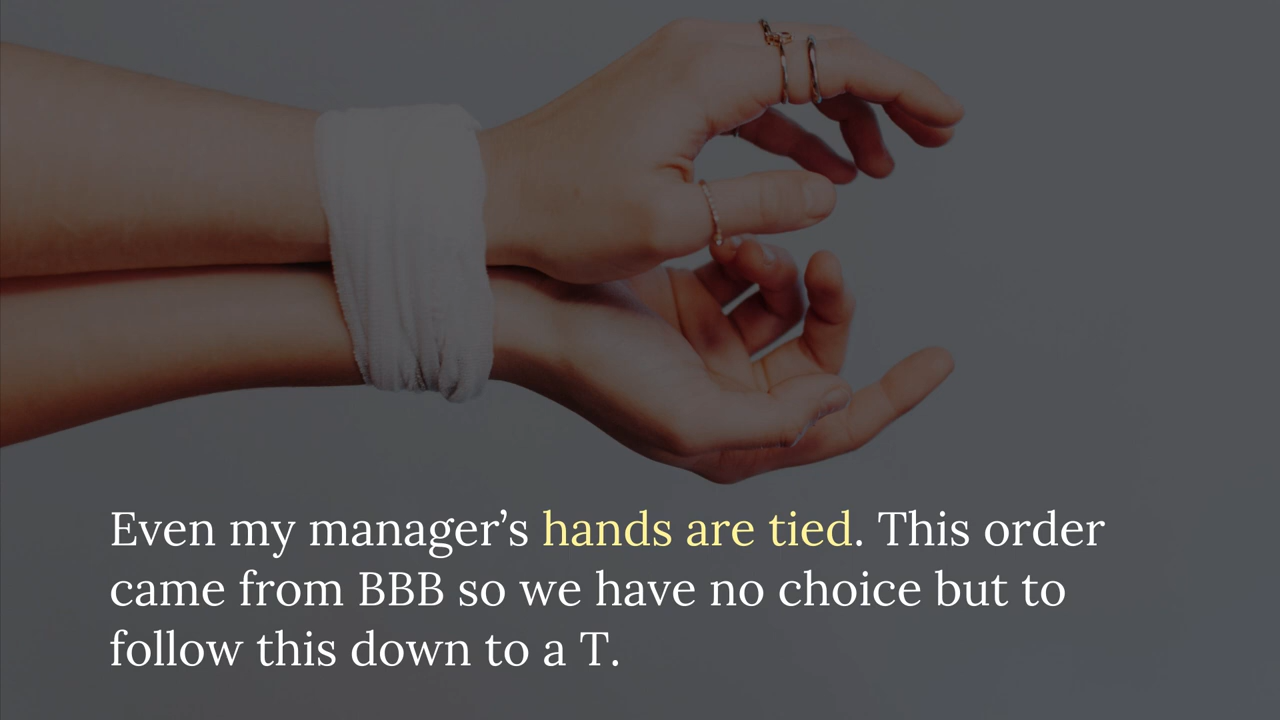 Even my manager’s hands are tied. This order
came from BBB so we have no choice but to
follow this down to a T.